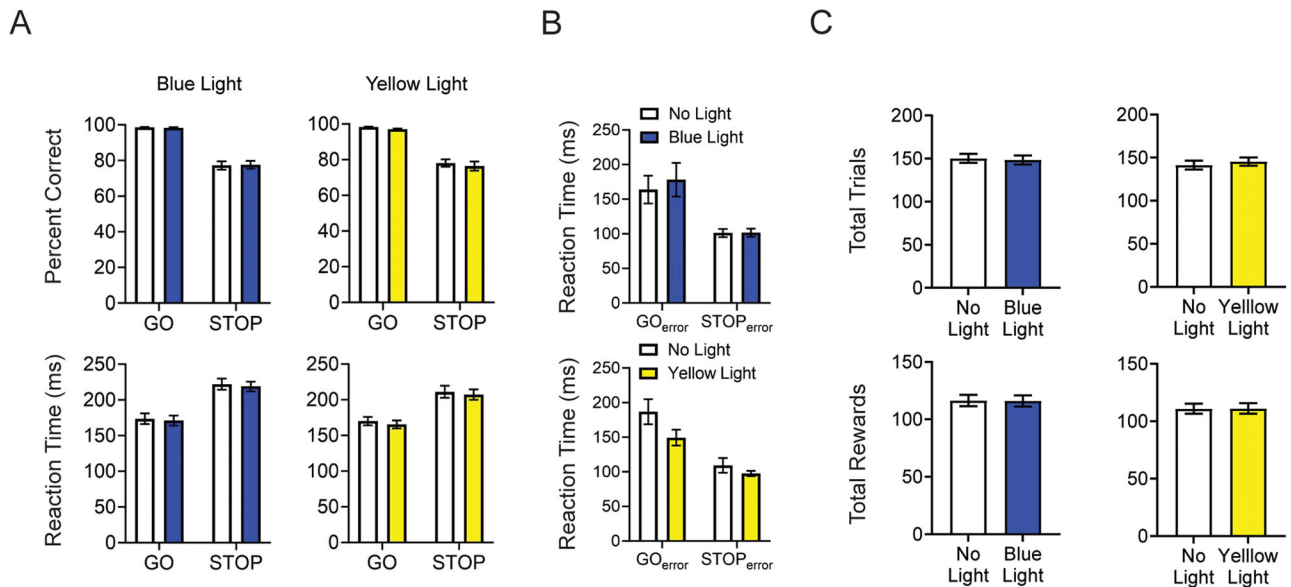 A
B
C
Blue Light
Yellow Light
Percent Correct
100
80
60
40
20
0
GO STOP
100
80
60
40
20
0
GO STOP
Reaction Time (ms)
250
200
150
100
50
0
GO STOP
250
200
150
100
50
0
GO STOP
No Light
Blue Light
Reaction Time (ms)
250
200
150
100
50
0
GOerror STOPerror
No Light
Yellow Light
Reaction Time (ms)
250
200
150
100
50
0
GOerror STOPerror
Total Trials
200
150
100
50
0
No Blue
Light Light
200
150
100
50
0
No Yelllow
Light Light
Total Rewards
150
100
50
0
No Blue
Light Light
150
100
50
0
No Yelllow
Light Light